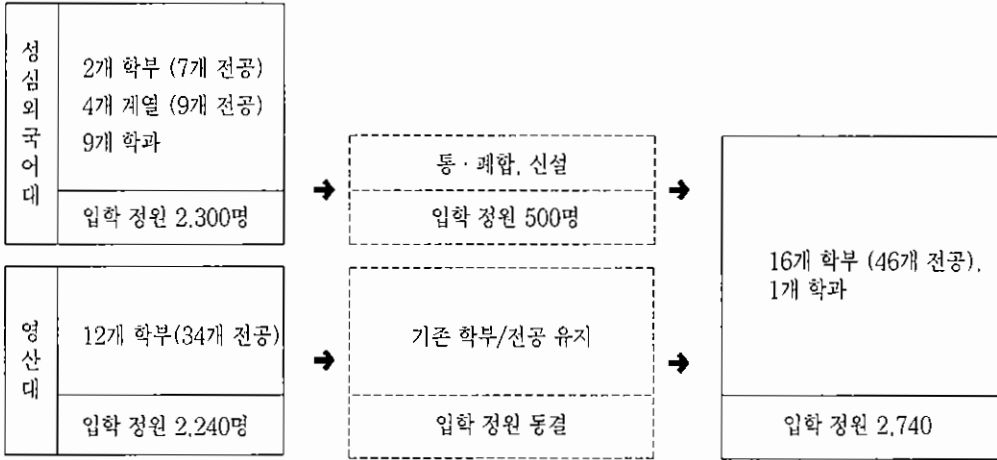 성심외국어대
2개 학부 (7개 전공)
4개 계열 (9개 전공)
9개 학과
입학 정원 2,300명
통·폐합, 신설
입학 정원 500명
영산대
12개 학부(34개 전공)
입학 정원 2,240명
기존 학부/전공 유지
입학 정원 동결
16개 학부 (46개 전공),
1개 학과
입학 정원 2,740